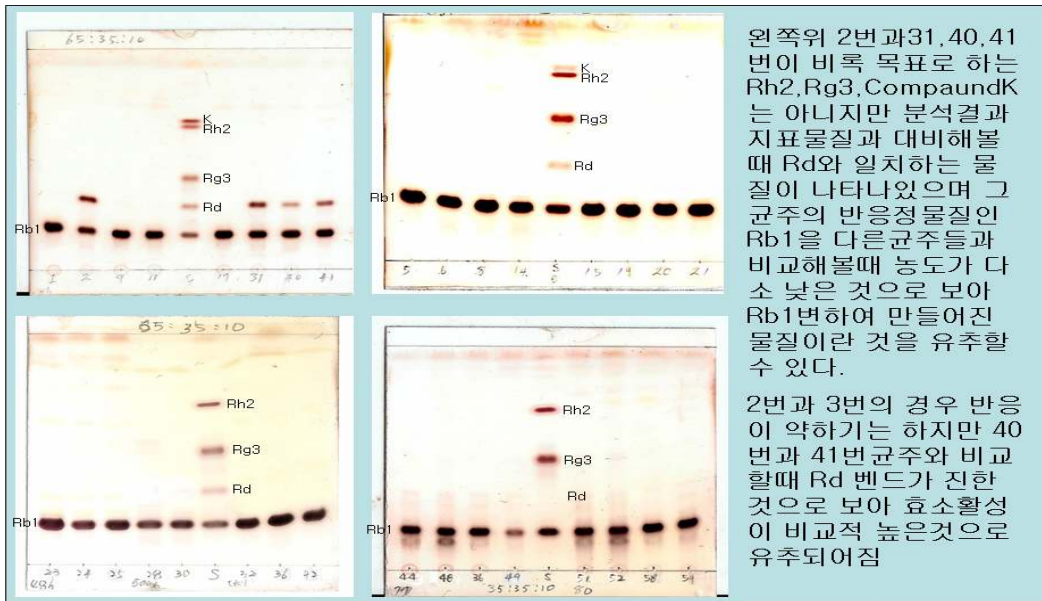 65:35:10
K
Rh2
Rg3
Rd
Rb1
1 2 9 11 S 17 31 40 41
K
Rh2
Rg3
Rd
Rb1
5 6 8 14 S 15 19 20 21
65:35:10
Rh2
Rg3
Rd
Rb1
23 24 25 28 30 S 32 36 42
48h
Rh2
Rg3
Rd
Rb1
44 48 36 49 S 51 52 58 59
35:35:10 80
왼쪽위 2번과31,40,41
번이 비록 목표로 하는
Rh2,Rg3,CompaundK
는 아니지만 분석결과
지표물질과 대비해볼
때 Rd와 일치하는 물
질이 나타나있으며 그
균주의 반응정물질인
Rb1을 다른균주들과
비교해볼때 농도가 다
소 낮은 것으로 보아
Rb1변하여 만들어진
물질이란 것을 유추할
수 있다.
2번과 3번의 경우 반응
이 약하기는 하지만 40
번과 41번균주와 비교
할때 Rd 벤드가 진한
것으로 보아 효소활성
이 비교적 높은것으로
유추되어짐